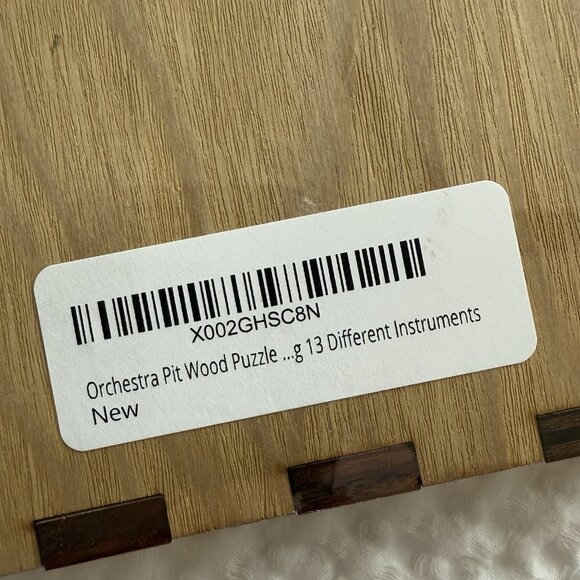 X002GHSC8N
Orchestra Pit Wood Puzzle ...g 13 Different Instruments
New